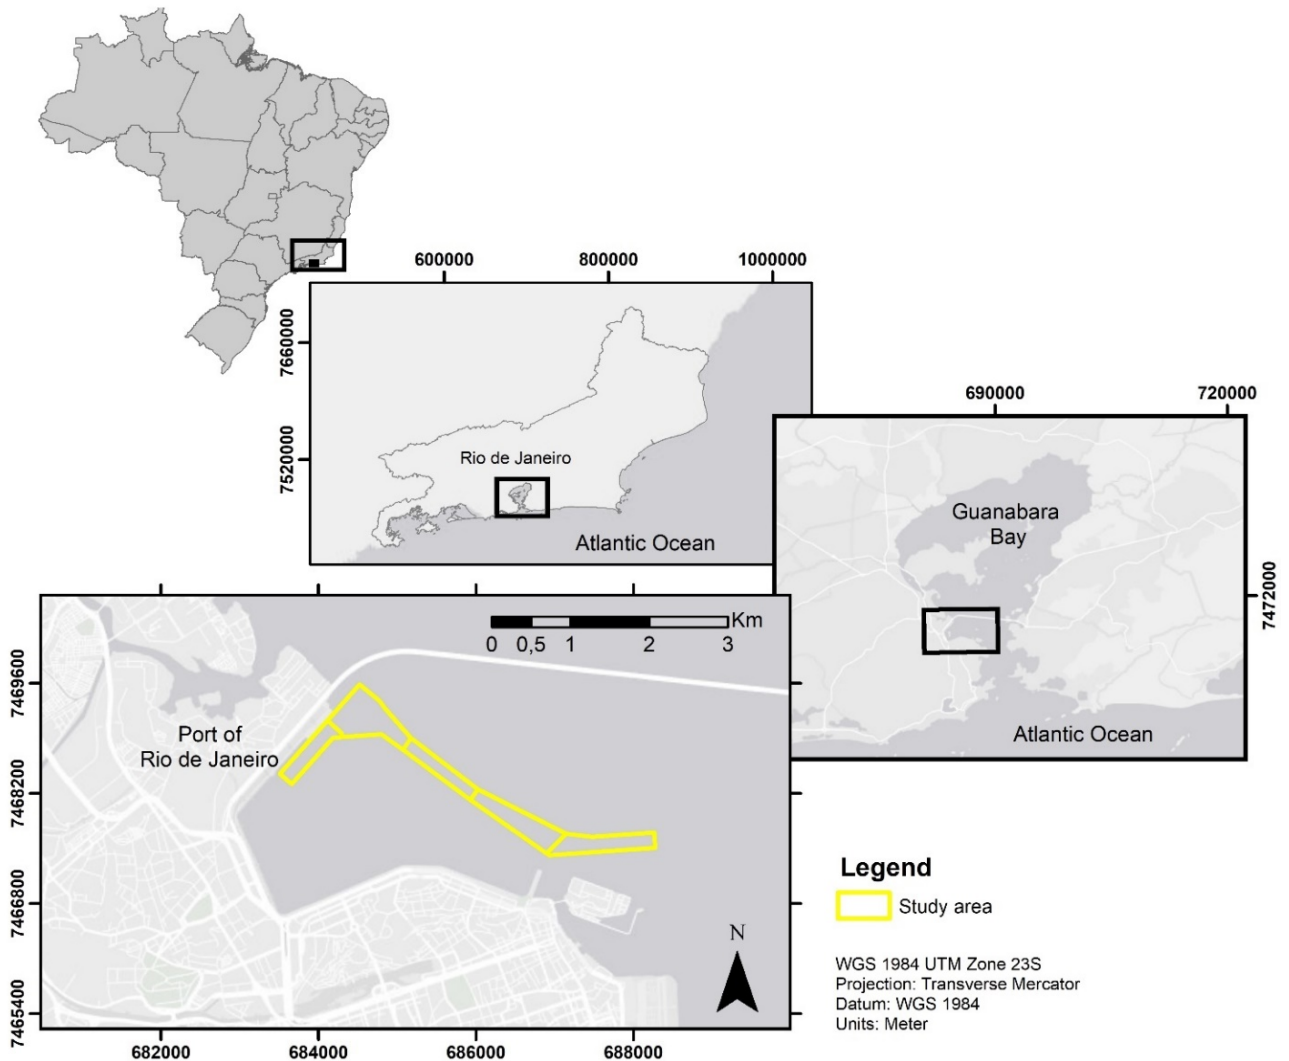 600000
800000
1000000
7660000
7520000
Rio de Janeiro
Atlantic Ocean
690000
720000
7472000
Guanabara
Bay
Atlantic Ocean
Km
0
0,5
1
2
3
7469600
7468200
7466800
7465400
Port of
Rio de Janeiro
N
682000
684000
686000
688000
Legend
Study area
WGS 1984 UTM Zone 23S
Projection: Transverse Mercator
Datum: WGS 1984
Units: Meter